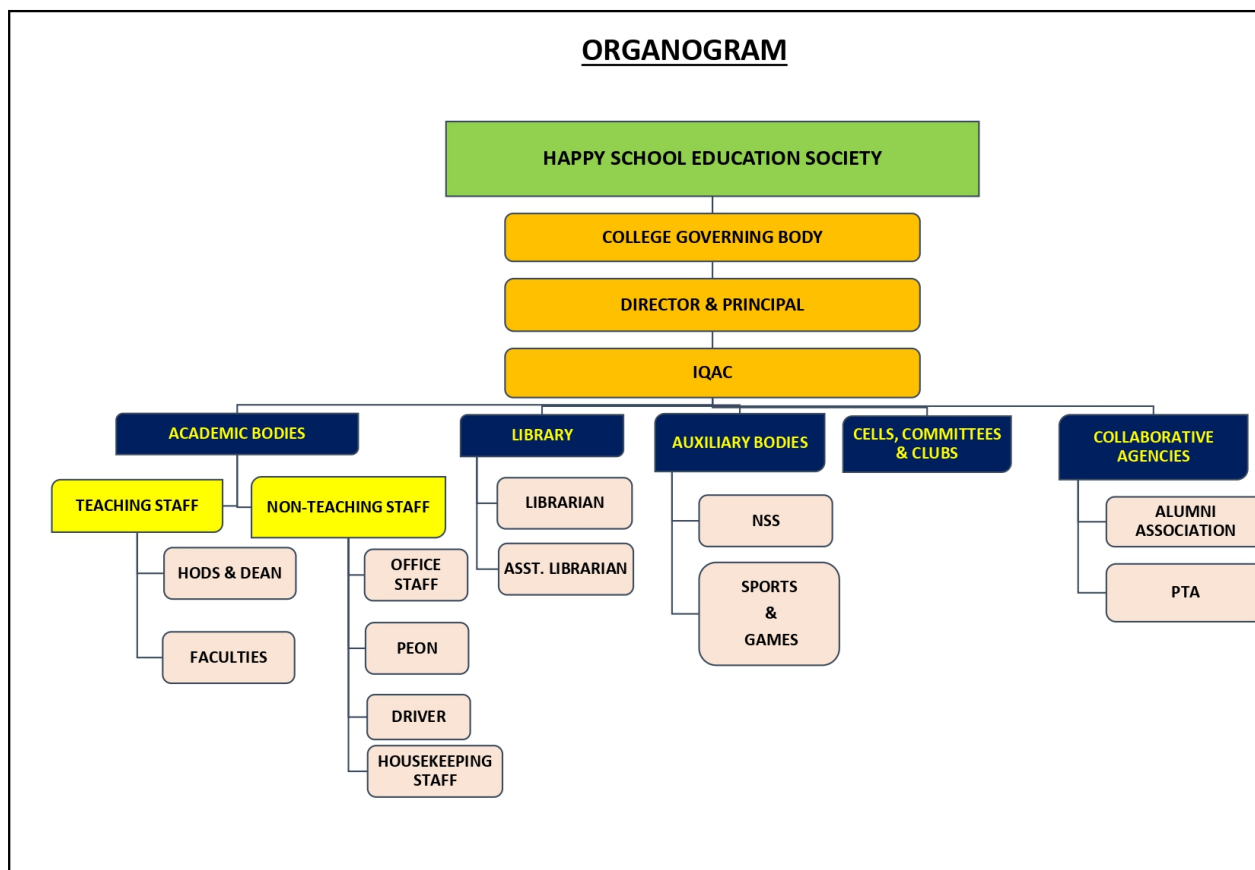 ORGANOGRAM
HAPPY SCHOOL EDUCATION SOCIETY
COLLEGE GOVERNING BODY
DIRECTOR & PRINCIPAL
IQAC
ACADEMIC BODIES
TEACHING STAFF
HODS & DEAN
FACULTIES
NON-TEACHING STAFF
OFFICE
STAFF
PEON
DRIVER
HOUSEKEEPING
STAFF
LIBRARY
LIBRARIAN
ASST. LIBRARIAN
AUXILIARY BODIES
NSS
SPORTS
&
GAMES
CELLS, COMMITTEES
& CLUBS
COLLABORATIVE
AGENCIES
ALUMNI
ASSOCIATION
PTA